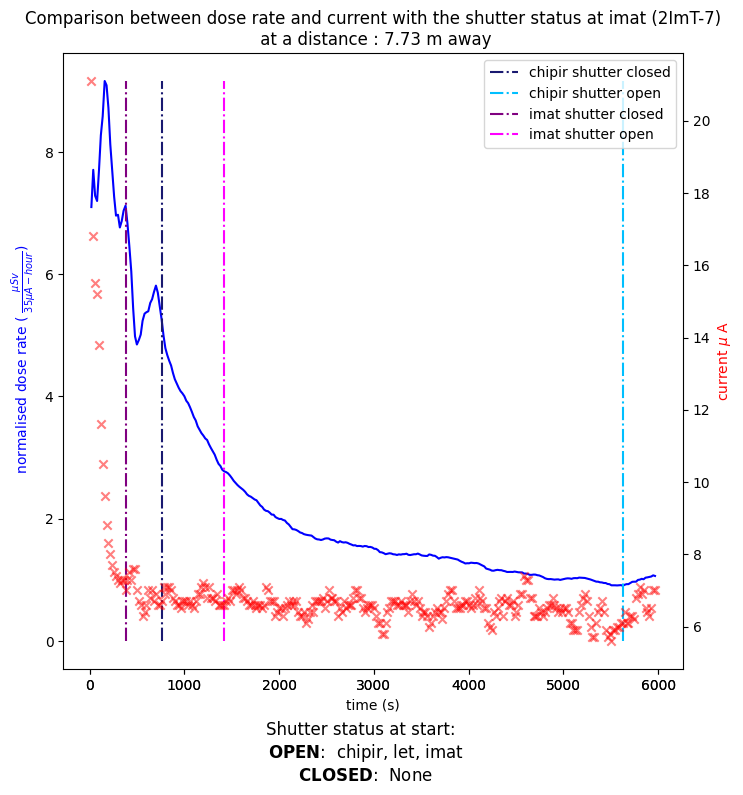 Comparison between dose rate and current with the shutter status at imat (2ImT-7)
at a distance : 7.73 m away
chipir shutter closed
chipir shutter open
imat shutter closed
imat shutter open
normalised dose rate ( μSv / 35μA − hour )
8
6
4
2
0
20
18
16
14
12
10
8
6
current μ A
0 1000 2000 3000 4000 5000 6000
time (s)
Shutter status at start:
OPEN: chipir, let, imat
CLOSED: None